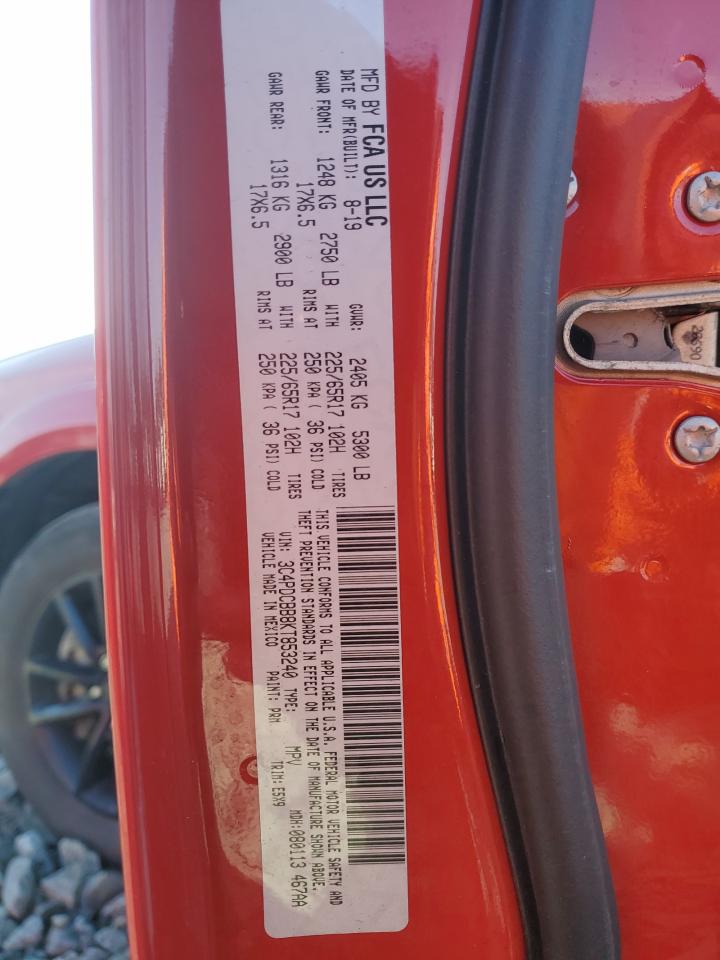 MFD BY FCA US LLC
DATE OF MFR(BUILT): 8-19 GVWR: 2405 KG 5300 LB
GAWR FRONT: 1248 KG 2750 LB WITH 225/65R17 102H TIRES
17X6.5 RIMS AT 250 KPA ( 36 PSI) COLD
GAWR REAR: 1316 KG 2900 LB WITH 225/65R17 102H TIRES
17X6.5 RIMS AT 250 KPA ( 36 PSI) COLD
THIS VEHICLE CONFORMS TO ALL APPLICABLE U.S.A. FEDERAL MOTOR VEHICLE SAFETY AND
THEFT PREVENTION STANDARDS IN EFFECT ON THE DATE OF MANUFACTURE SHOWN ABOVE.
VIN: 3C4PDCBB8KT853240 TYPE: MPV MDH:080113 467AA
VEHICLE MADE IN MEXICO PAINT: PRM TRIM: E5X9